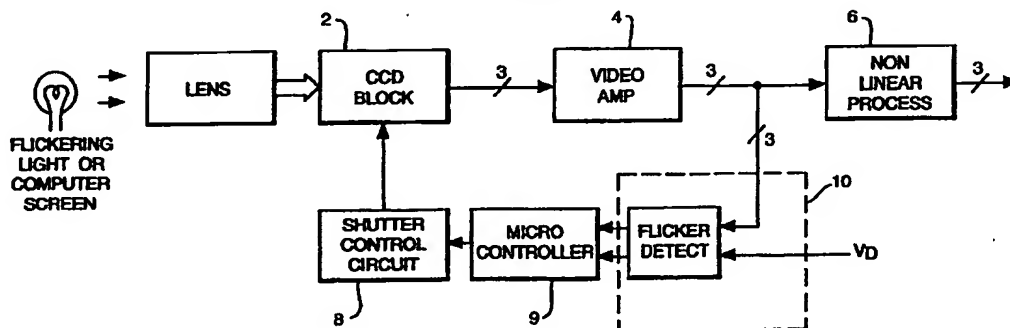 2
4
6
LENS
CCD
BLOCK
3
VIDEO
AMP
3
NON
LINEAR
PROCESS
3
FLICKERING
LIGHT OR
COMPUTER
SCREEN
3
10
SHUTTER
CONTROL
CIRCUIT
MICRO
CONTROLLER
FLICKER
DETECT
VD
8
9